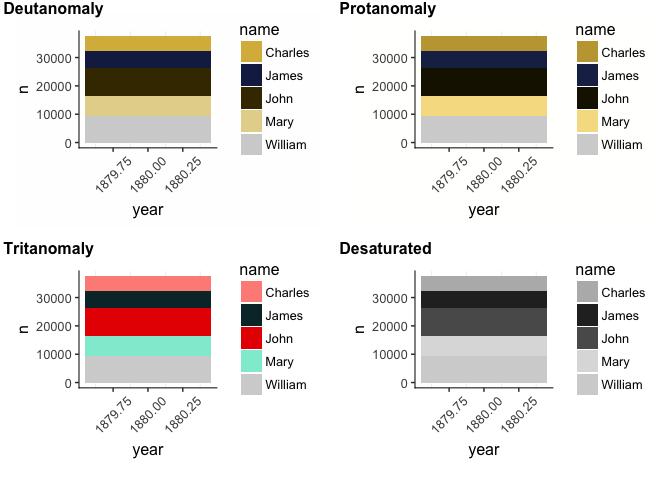 Deutanomaly
n
30000
20000
10000
0
1879.75
1880.00
1880.25
year
name
Charles
James
John
Mary
William
Protanomaly
n
30000
20000
10000
0
1879.75
1880.00
1880.25
year
name
Charles
James
John
Mary
William
Tritanomaly
n
30000
20000
10000
0
1879.75
1880.00
1880.25
year
name
Charles
James
John
Mary
William
Desaturated
n
30000
20000
10000
0
1879.75
1880.00
1880.25
year
name
Charles
James
John
Mary
William